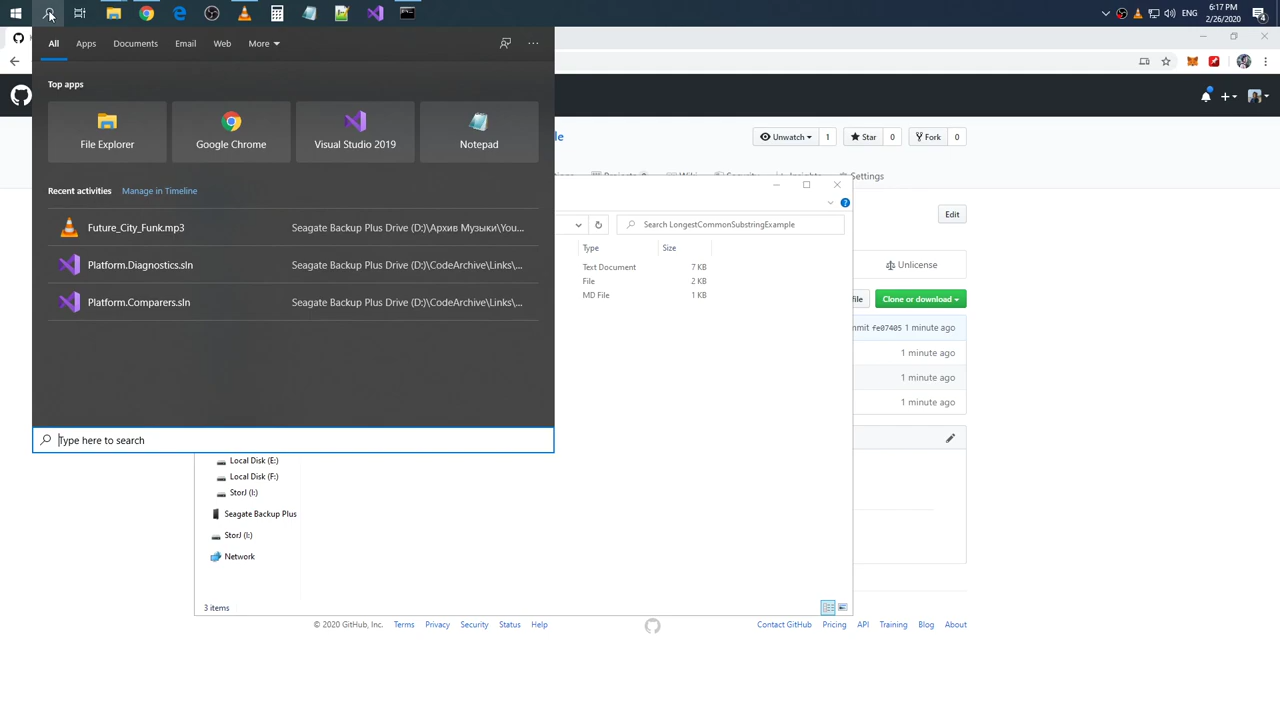 ENG
6:17 PM
2/26/2020
4
All Apps Documents Email Web More
Top apps
File Explorer
Google Chrome
Visual Studio 2019
Notepad
Recent activities Manage in Timeline
Future_City_Funk.mp3 Seagate Backup Plus Drive (D:)\Архив Музыки\You...
Platform.Diagnostics.sln Seagate Backup Plus Drive (D:)\CodeArchive\Links\...
Platform.Comparers.sln Seagate Backup Plus Drive (D:)\CodeArchive\Links\...
Type here to search
Unwatch 1 Star 0 Fork 0
Settings
Search LongestCommonSubstringExample
Type Size
Text Document 7 KB
File 2 KB
MD File 1 KB
Edit
Unlicense
file Clone or download
fe07405 1 minute ago
1 minute ago
1 minute ago
1 minute ago
Local Disk (E:)
Local Disk (F:)
StorJ (I:)
Seagate Backup Plus
StorJ (I:)
Network
3 items
© 2020 GitHub, Inc. Terms Privacy Security Status Help
Contact GitHub Pricing API Training Blog About